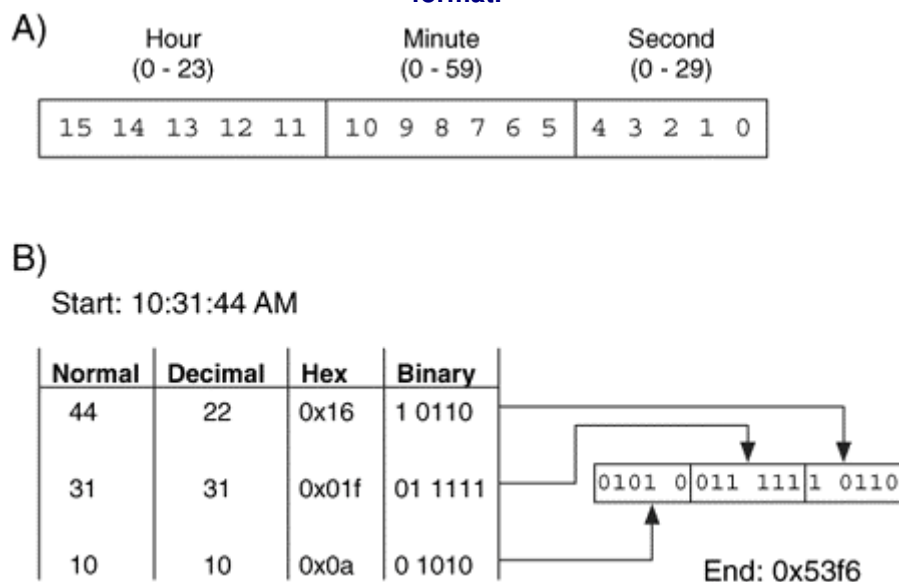 format.
A)
Hour Minute Second
(0 - 23) (0 - 59) (0 - 29)
15 14 13 12 11 10 9 8 7 6 5 4 3 2 1 0
B)
Start: 10:31:44 AM
Normal Decimal Hex Binary
44 22 0x16 1 0110
31 31 0x01f 01 1111
0101 0 011 111 1 0110
10 10 0x0a 0 1010
End: 0x53f6